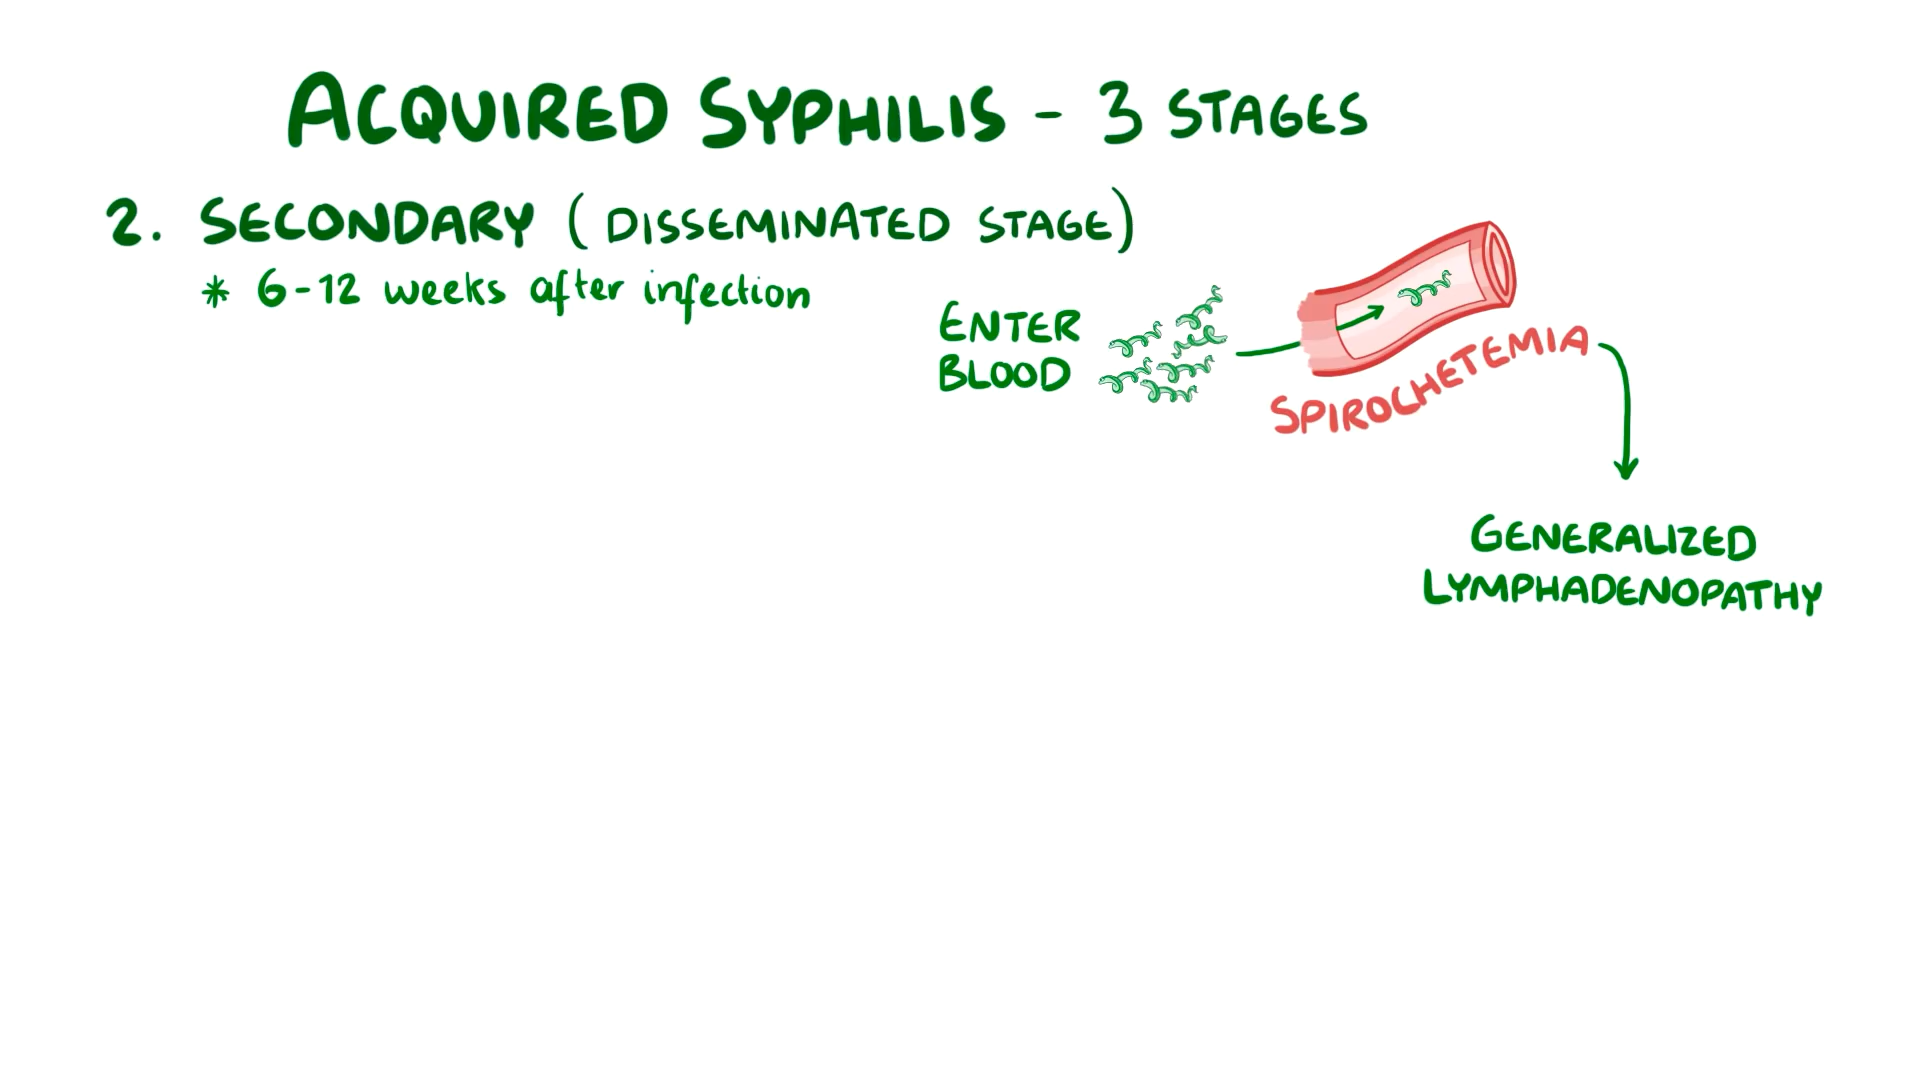 ACQUIRED SYPHILIS - 3 STAGES
2. SECONDARY (DISSEMINATED STAGE)
* 6-12 weeks after infection
ENTER
BLOOD
SPIROCHETEMIA
GENERALIZED
LYMPHADENOPATHY